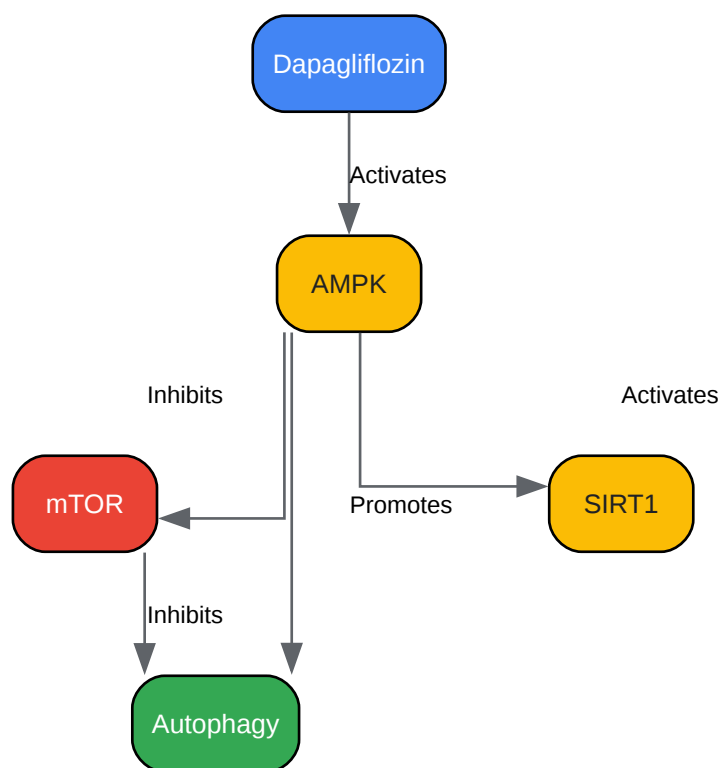 Dapagliflozin
Activates
AMPK
Inhibits
Activates
mTOR
Promotes
SIRT1
Inhibits
Autophagy